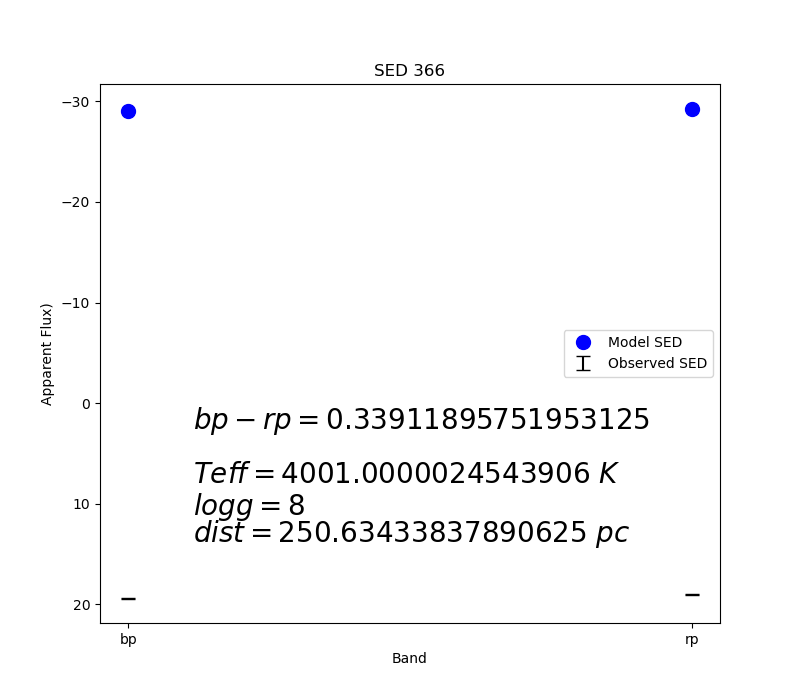 SED 366
−30
−20
−10
0
10
20
Apparent Flux)
Model SED
Observed SED
bp − rp = 0.33911895751953125
Teff = 4001.0000024543906 K
logg = 8
dist = 250.63433837890625 pc
bp
rp
Band